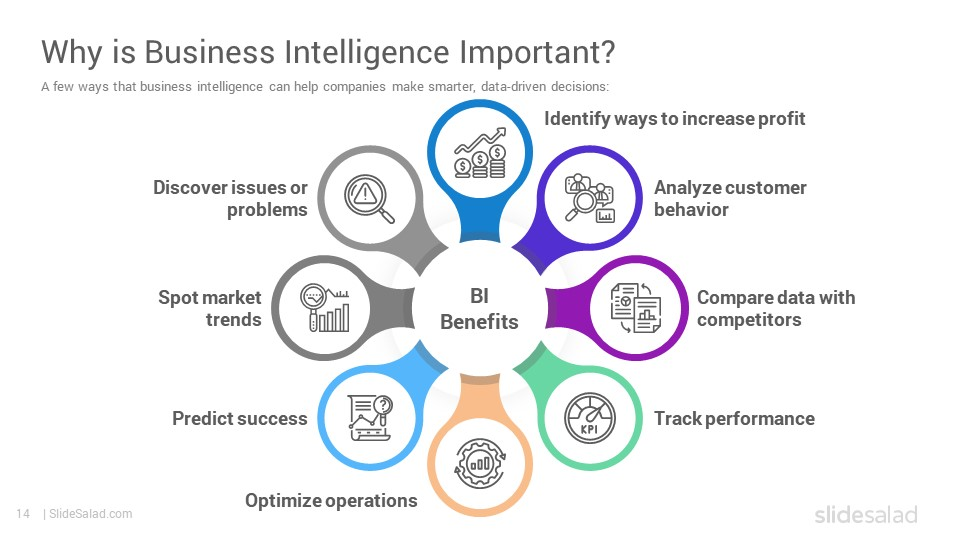 Why is Business Intelligence Important?
A few ways that business intelligence can help companies make smarter, data-driven decisions:
Identify ways to increase profit
Analyze customer
behavior
Compare data with
competitors
Track performance
Optimize operations
Predict success
Spot market
trends
Discover issues or
problems
BI
Benefits
KPI
14 | SlideSalad.com
slidesalad